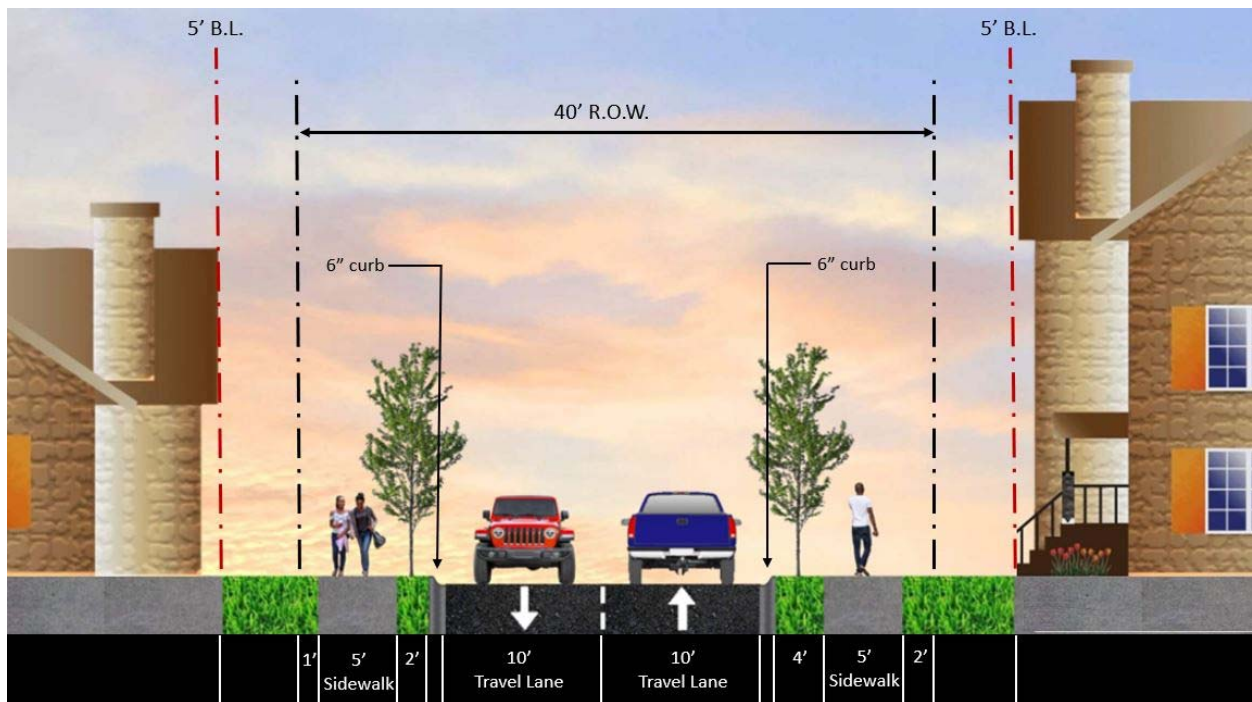 5’ B.L.
5’ B.L.
40’ R.O.W.
6” curb
6” curb
1’
5’
Sidewalk
2’
10’
Travel Lane
10’
Travel Lane
4’
5’
Sidewalk
2’